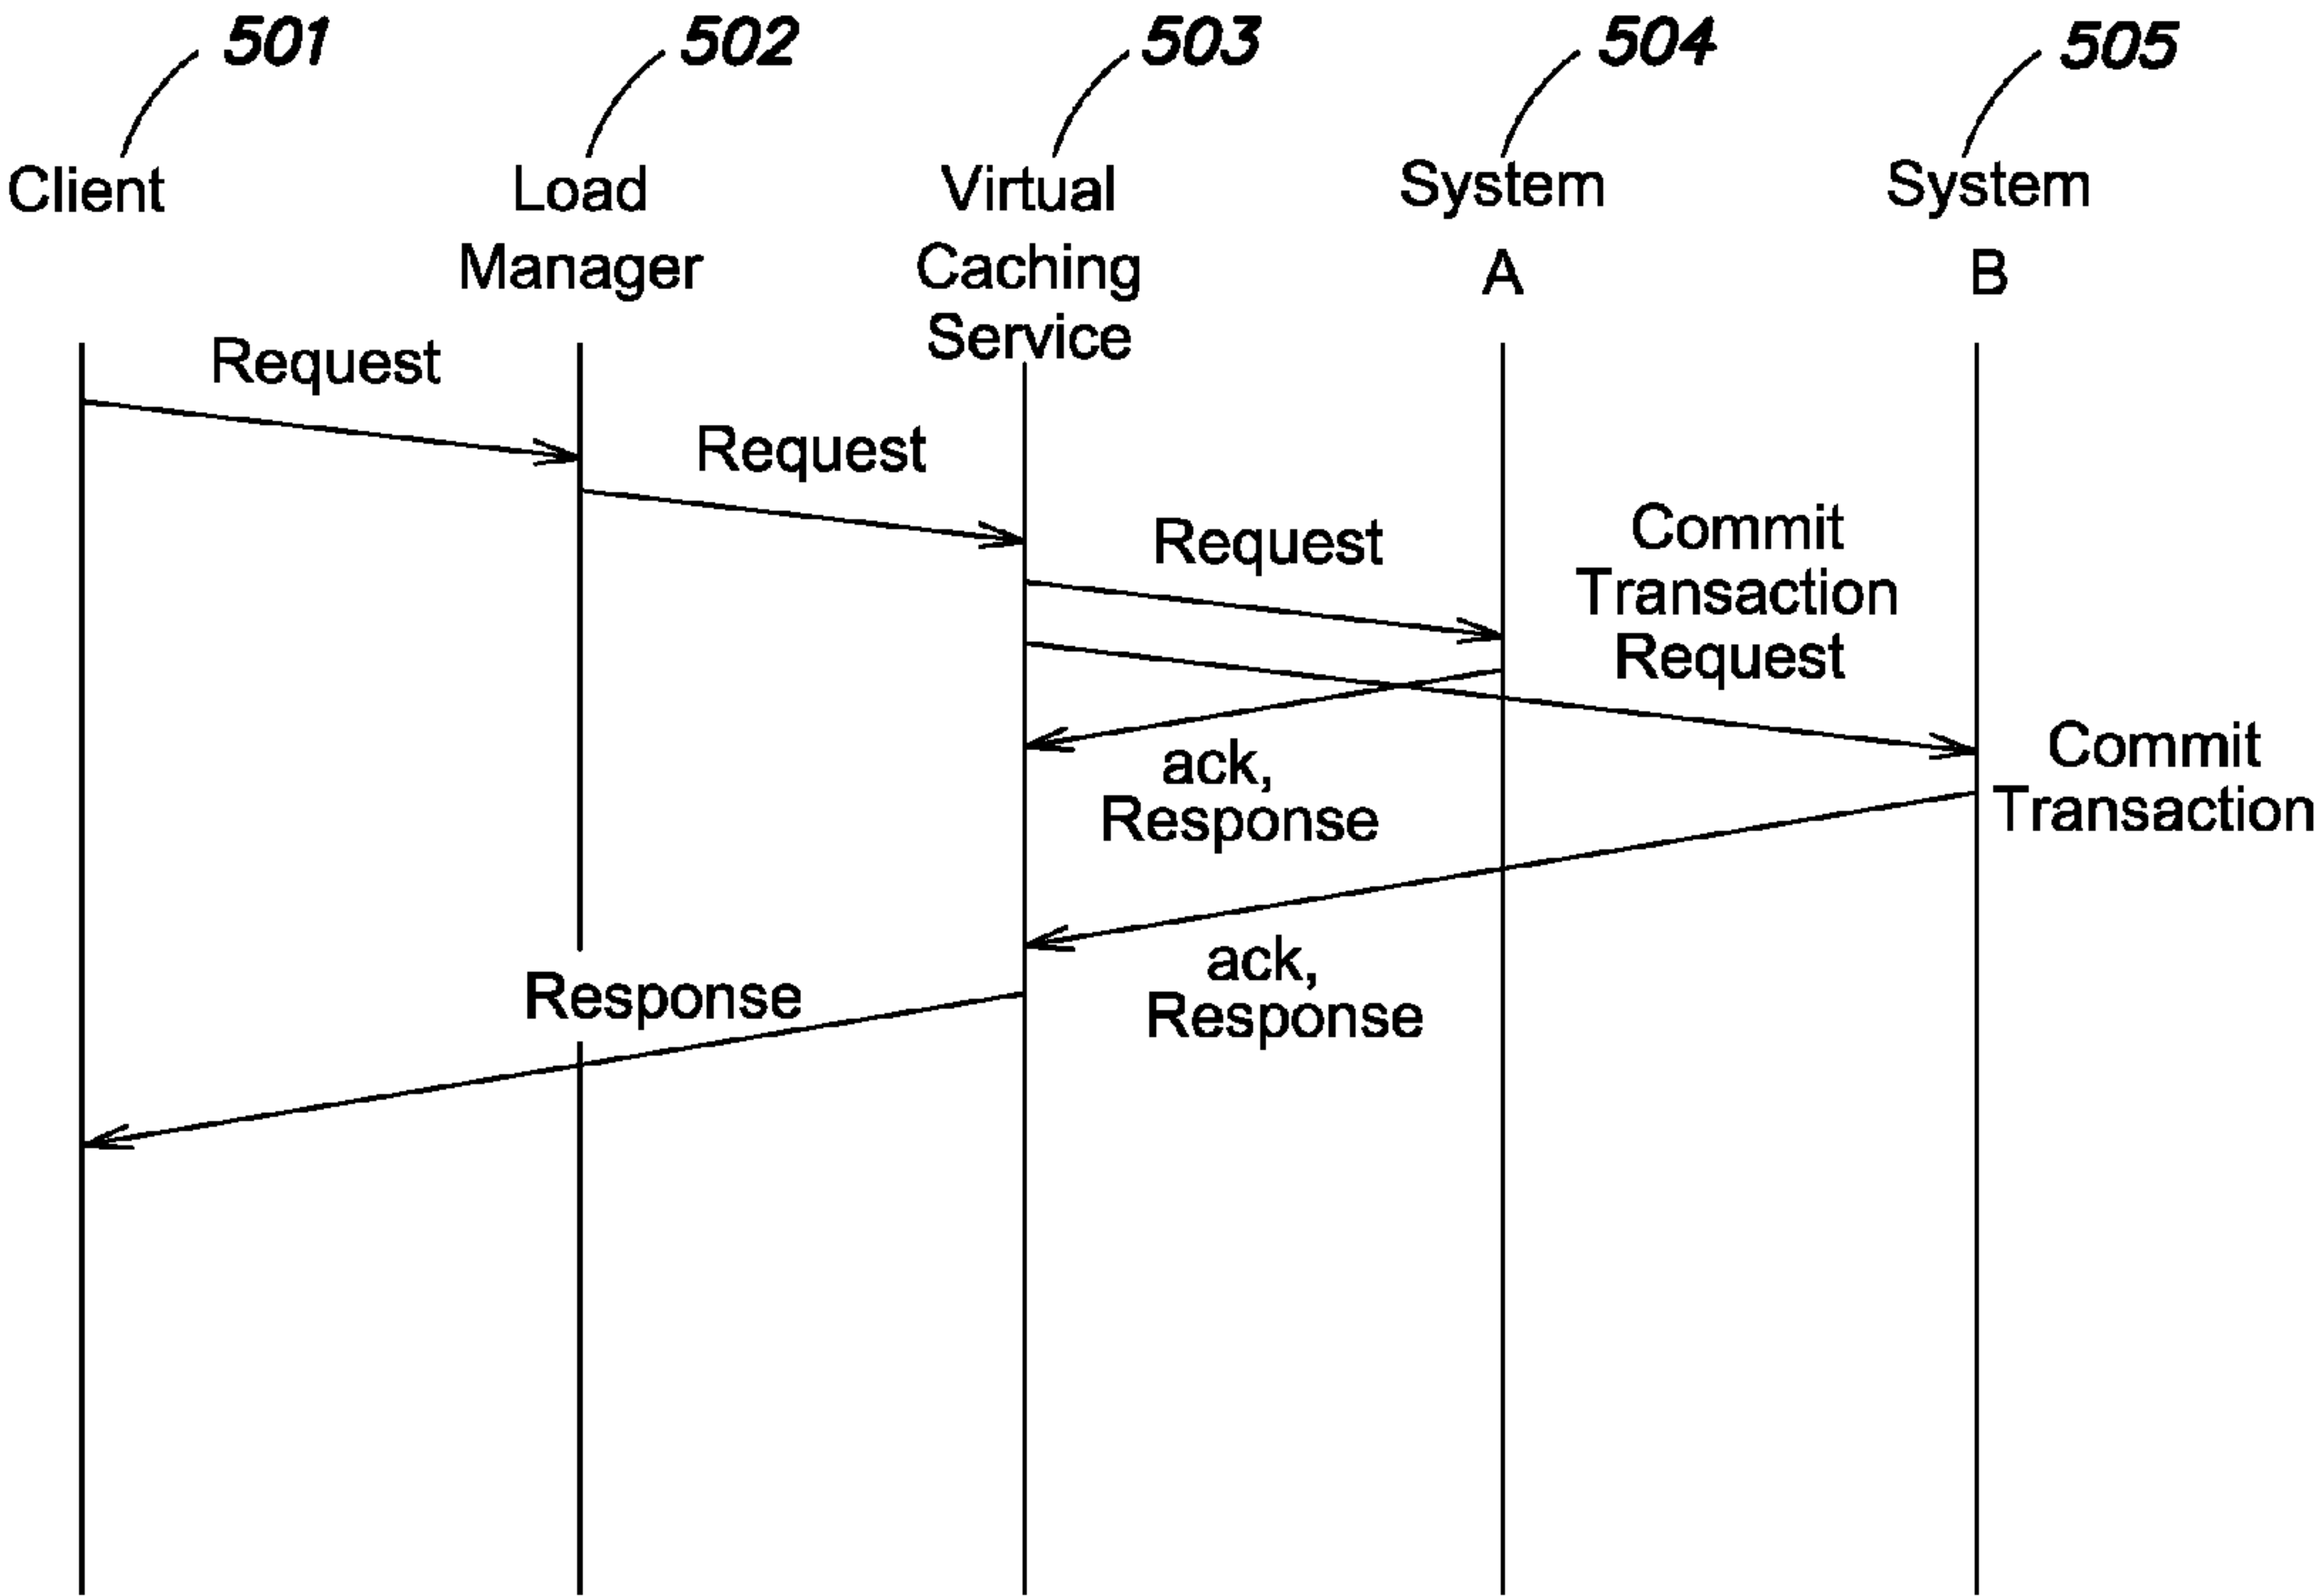 501
502
503
504
505
Client
Load
Manager
Virtual
Caching
Service
System
A
System
B
Request
Request
Request
Commit
Transaction
Request
ack,
Response
Commit
Transaction
ack,
Response
Response